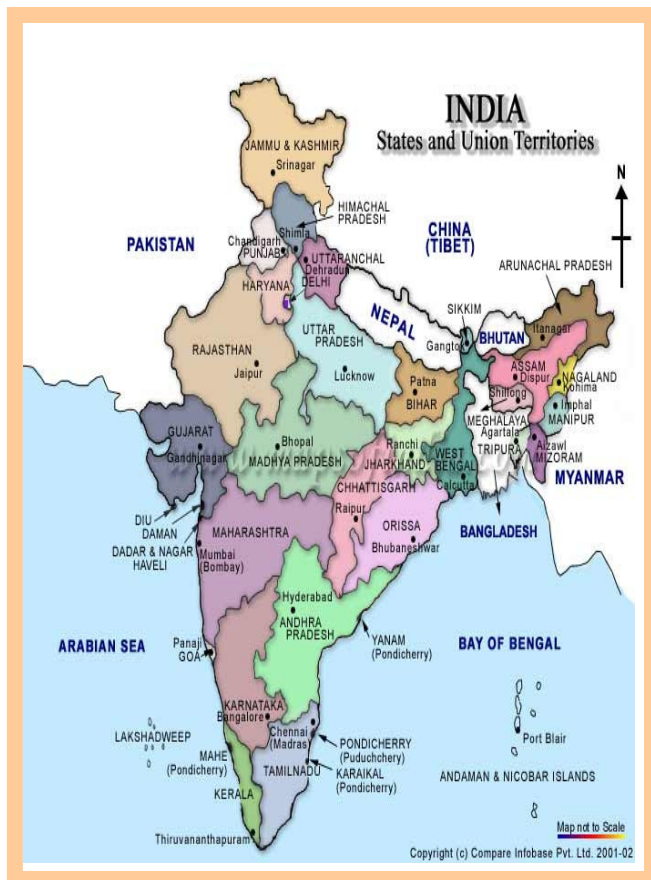 INDIA
States and Union Territories
N
JAMMU & KASHMIR
Srinagar
HIMACHAL
PRADESH
CHINA
(TIBET)
PAKISTAN
Chandigarh
Shimla
PUNJAB
UTTARANCHAL
Dehradun
ARUNACHAL PRADESH
HARYANA
DELHI
NEPAL
SIKKIM
BHUTAN
Itanagar
UTTAR
PRADESH
Gangtok
RAJASTHAN
Jaipur
Lucknow
ASSAM
Dispur
NAGALAND
Kohima
Patna
BIHAR
Shillong
MEGHALAYA
Imphal
MANIPUR
GUJARAT
Gandhinagar
Bhopal
MADHYA PRADESH
Ranchi
JHARKHAND
WEST
BENGAL
Agartala
TRIPURA
Aizawl
MIZORAM
Calcutta
MYANMAR
CHHATTISGARH
Raipur
DIU
DAMAN
DADAR & NAGAR
HAVELI
MAHARASHTRA
Mumbai
(Bombay)
ORISSA
Bhubaneshwar
BANGLADESH
Hyderabad
ANDHRA
PRADESH
ARABIAN SEA
Panaji
GOA
YANAM
(Pondicherry)
BAY OF BENGAL
KARNATAKA
Bangalore
LAKSHADWEEP
Chennai
(Madras)
PONDICHERRY
(Puduchchery)
Port Blair
MAHE
(Pondicherry)
TAMILNADU
KARAIKAL
(Pondicherry)
ANDAMAN & NICOBAR ISLANDS
KERALA
Thiruvananthapuram
Map not to Scale
Copyright (c) Compare Infobase Pvt. Ltd. 2001-02